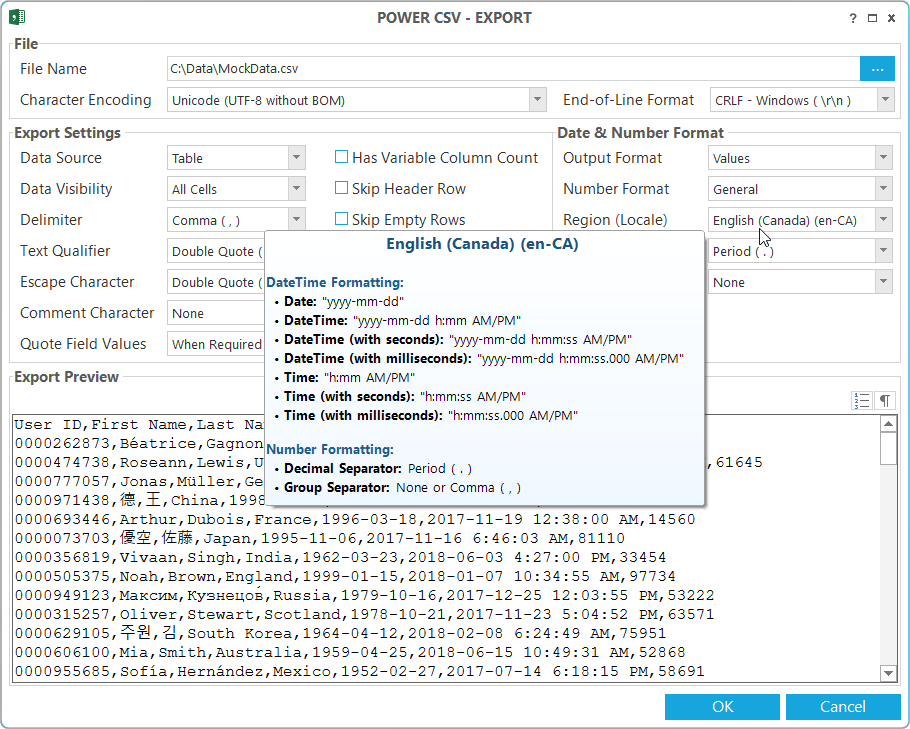 POWER CSV - EXPORT
?
File
File Name
C:\Data\MockData.csv
...
Character Encoding
Unicode (UTF-8 without BOM)
End-of-Line Format
CRLF - Windows ( \r\n )
Export Settings
Data Source
Table
Has Variable Column Count
Data Visibility
All Cells
Skip Header Row
Delimiter
Comma ( , )
Skip Empty Rows
Text Qualifier
Double Quote (
Escape Character
Double Quote (
Comment Character
None
Quote Field Values
When Required
Date & Number Format
Output Format
Values
Number Format
General
Region (Locale)
English (Canada) (en-CA)
Period ( . )
None
English (Canada) (en-CA)
DateTime Formatting:
• Date: "yyyy-mm-dd"
• DateTime: "yyyy-mm-dd h:mm AM/PM"
• DateTime (with seconds): "yyyy-mm-dd h:mm:ss AM/PM"
• DateTime (with milliseconds): "yyyy-mm-dd h:mm:ss.000 AM/PM"
• Time: "h:mm AM/PM"
• Time (with seconds): "h:mm:ss AM/PM"
• Time (with milliseconds): "h:mm:ss.000 AM/PM"
Number Formatting:
• Decimal Separator: Period ( . )
• Group Separator: None or Comma ( , )
Export Preview
¶
User ID,First Name,Last Na
0000262873,Béatrice,Gagnon
0000474738,Roseann,Lewis,U ,61645
0000777057,Jonas,Müller,Ge
0000971438,德,王,China,1998
0000693446,Arthur,Dubois,France,1996-03-18,2017-11-19 12:38:00 AM,14560
0000073703,優空,佐藤,Japan,1995-11-06,2017-11-16 6:46:03 AM,81110
0000356819,Vivaan,Singh,India,1962-03-23,2018-06-03 4:27:00 PM,33454
0000505375,Noah,Brown,England,1999-01-15,2018-01-07 10:34:55 AM,97734
0000949123,Максим,Кузнецов,Russia,1979-10-16,2017-12-25 12:03:55 PM,53222
0000315257,Oliver,Stewart,Scotland,1978-10-21,2017-11-23 5:04:52 PM,63571
0000629105,주원,김,South Korea,1964-04-12,2018-02-08 6:24:49 AM,75951
0000606100,Mia,Smith,Australia,1959-04-25,2018-06-15 10:49:31 AM,52868
0000955685,Sofía,Hernández,Mexico,1952-02-27,2017-07-14 6:18:15 PM,58691
OK
Cancel